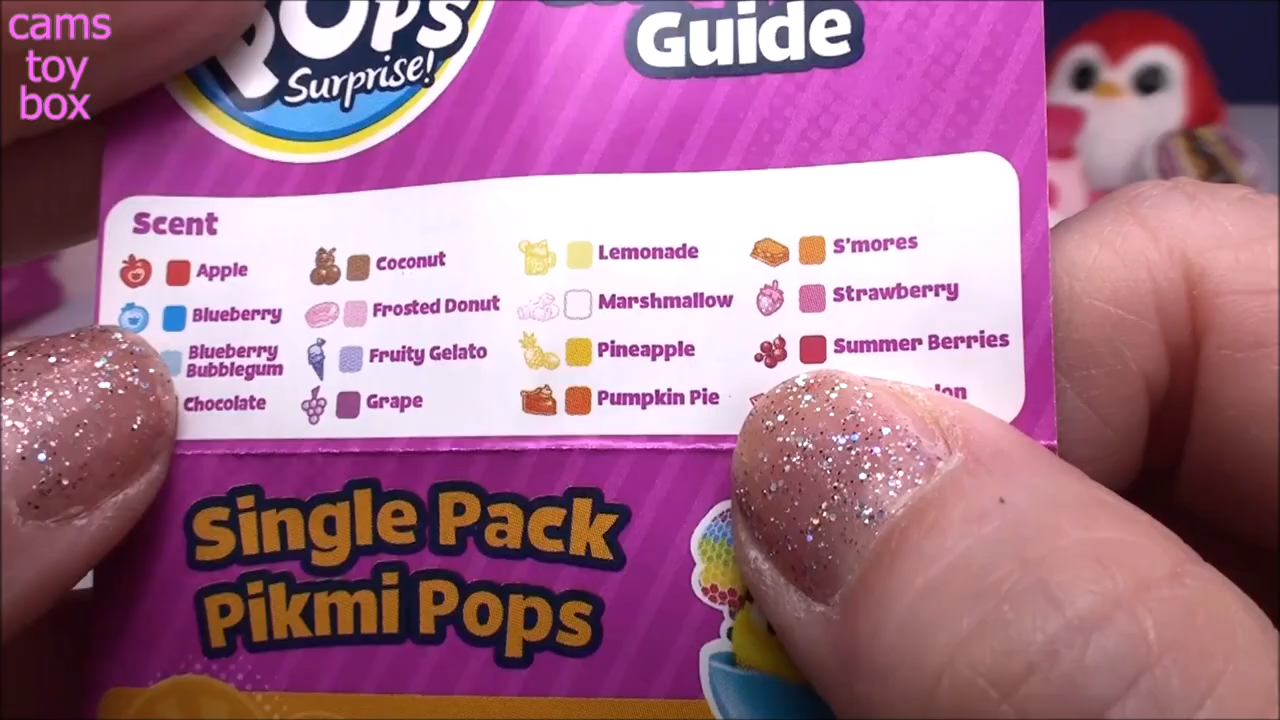 cams
toy
box
Pops
Surprise!
Guide
Scent
Apple
Blueberry
Blueberry
Bubblegum
Chocolate
Coconut
Frosted Donut
Fruity Gelato
Grape
Lemonade
Marshmallow
Pineapple
Pumpkin Pie
S'mores
Strawberry
Summer Berries
Single Pack
Pikmi Pops